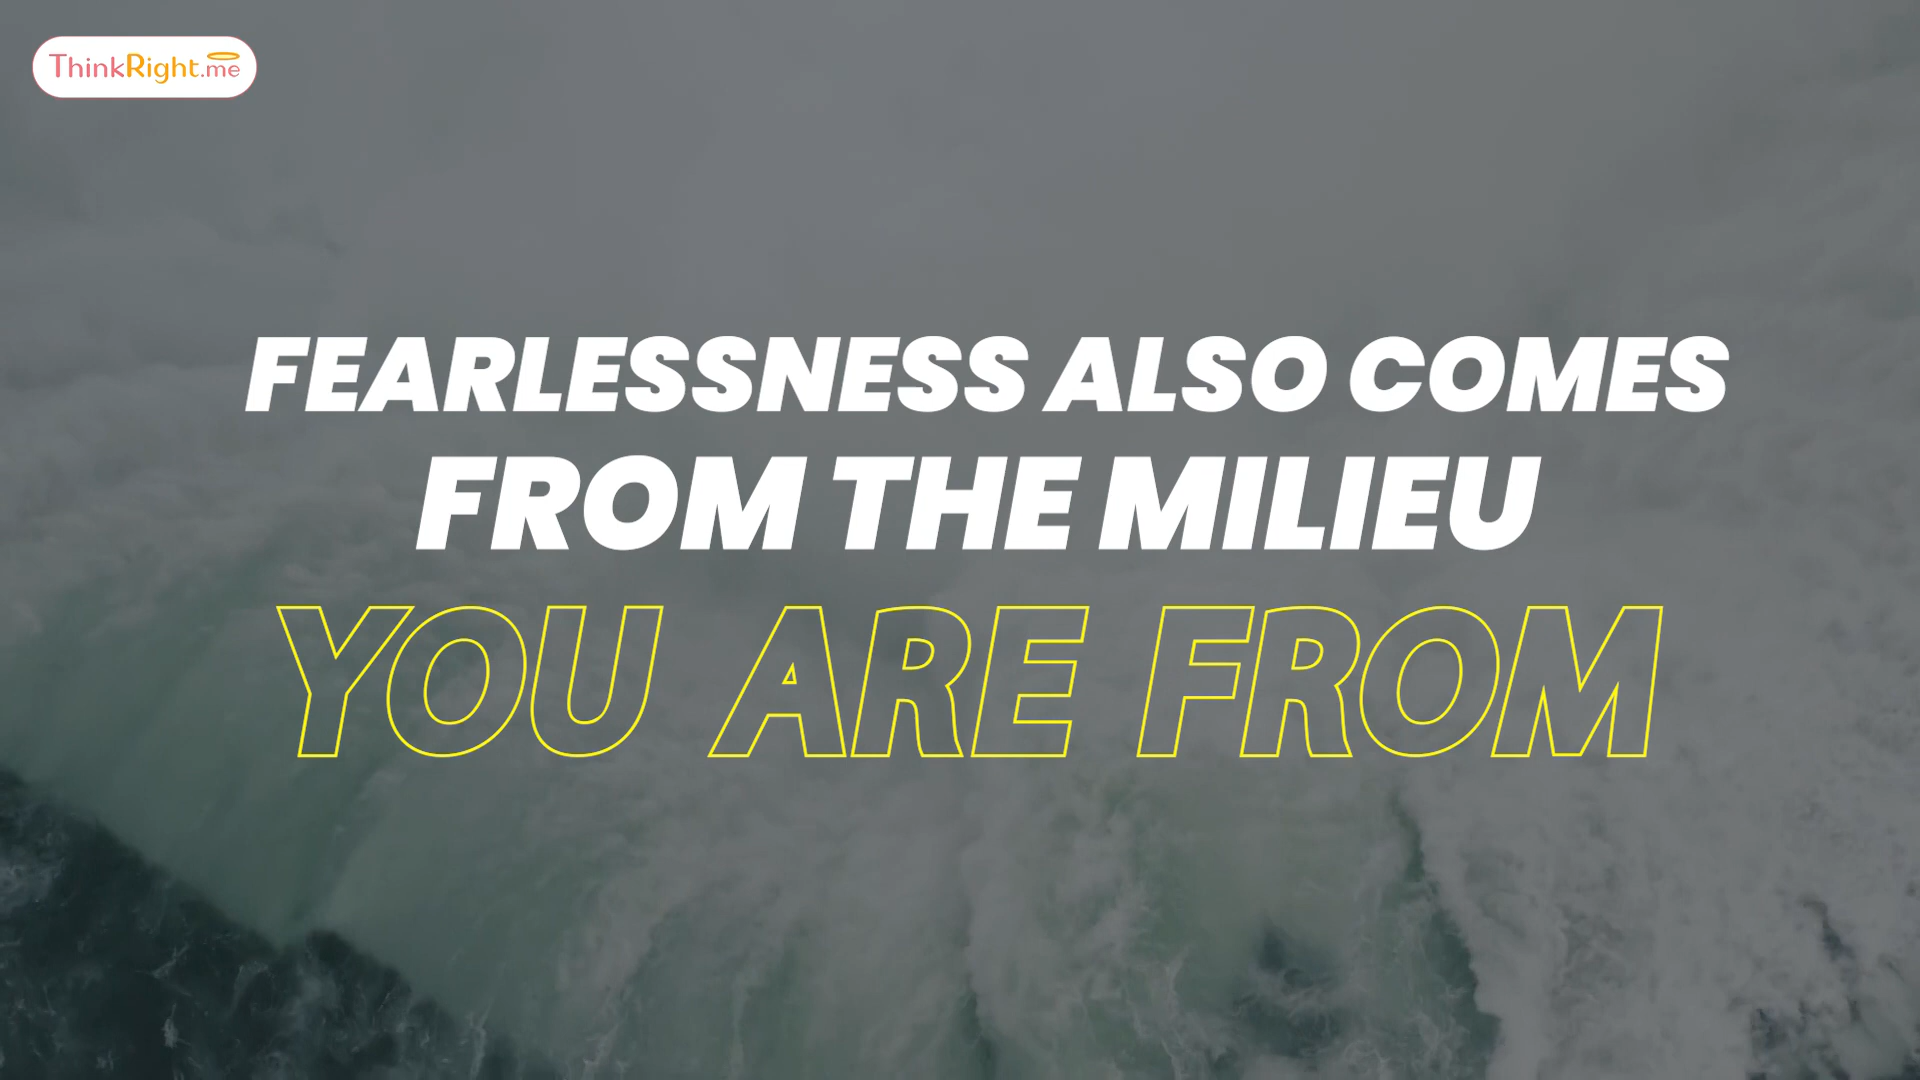 ThinkRight.me
FEARLESSNESS ALSO COMES
FROM THE MILIEU
YOU ARE FROM